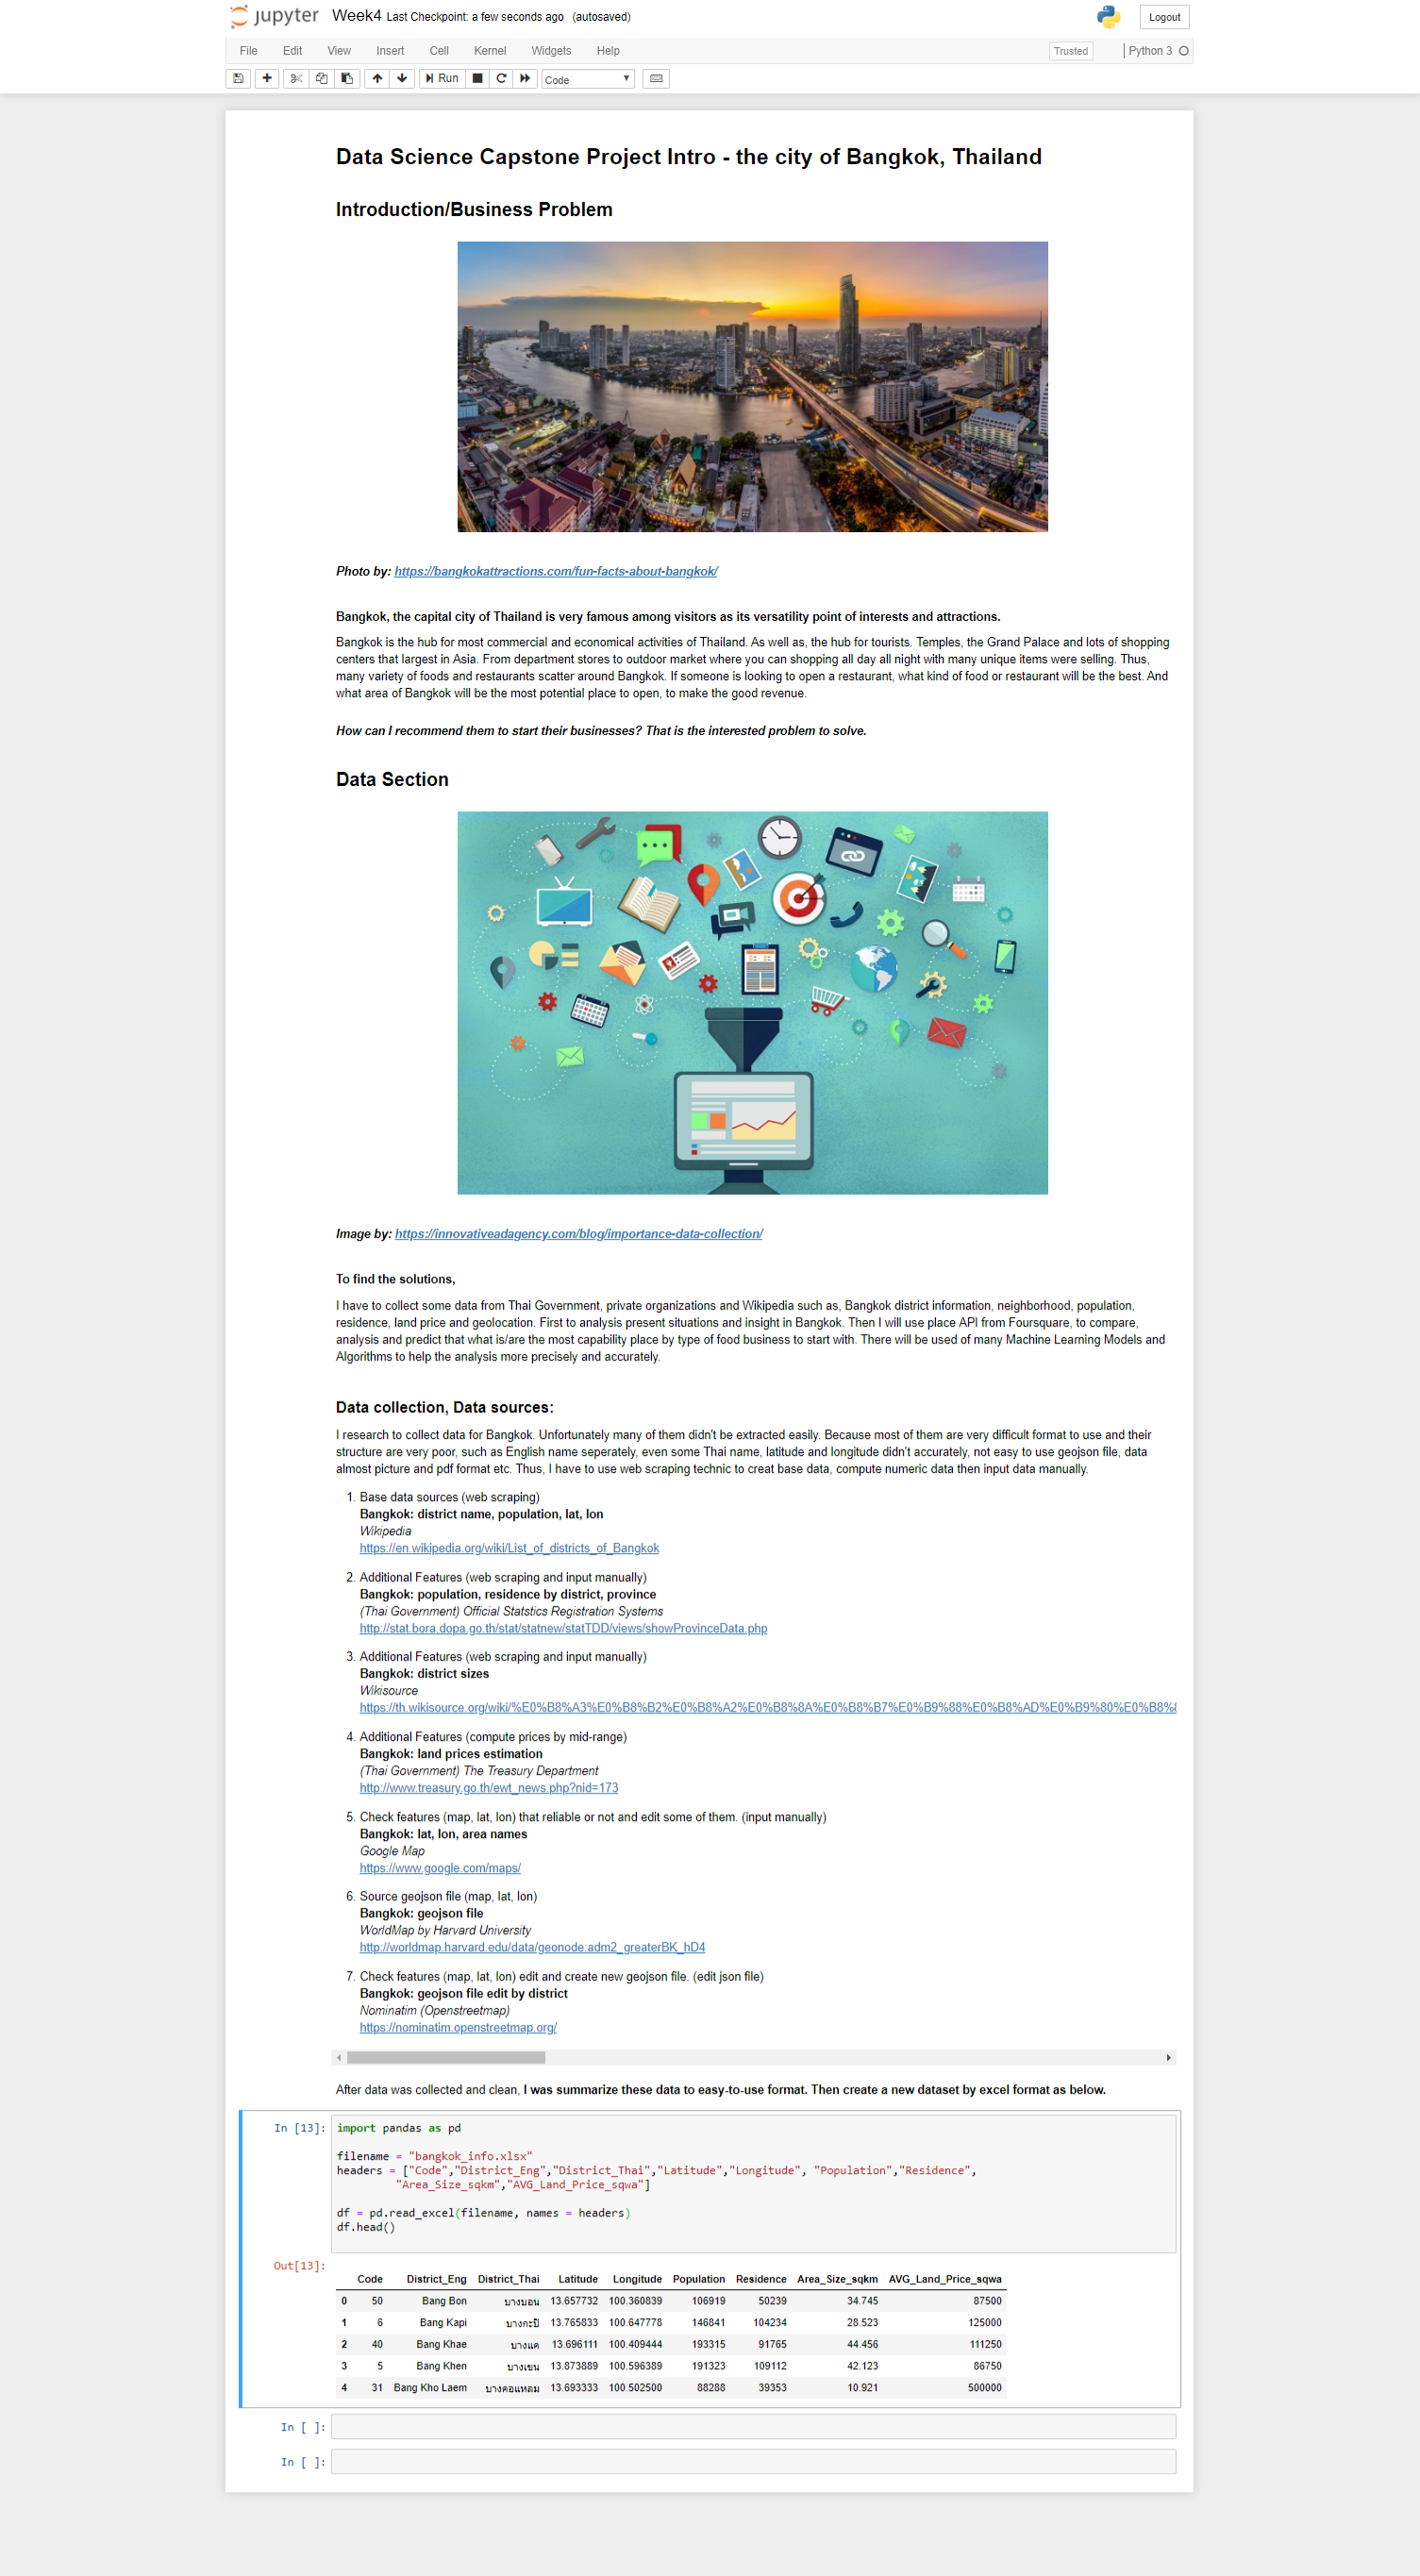 jupyter Week4 Last Checkpoint: a few seconds ago (autosaved)
Logout
File Edit View Insert Cell Kernel Widgets Help
Trusted
Python 3
Run
Code
Data Science Capstone Project Intro - the city of Bangkok, Thailand
Introduction/Business Problem
Photo by: https://bangkokattractions.com/fun-facts-about-bangkok/
Bangkok, the capital city of Thailand is very famous among visitors as its versatility point of interests and attractions.
Bangkok is the hub for most commercial and economical activities of Thailand. As well as, the hub for tourists. Temples, the Grand Palace and lots of shopping
centers that largest in Asia. From department stores to outdoor market where you can shopping all day all night with many unique items were selling. Thus,
many variety of foods and restaurants scatter around Bangkok. If someone is looking to open a restaurant, what kind of food or restaurant will be the best. And
what area of Bangkok will be the most potential place to open, to make the good revenue.
How can I recommend them to start their businesses? That is the interested problem to solve.
Data Section
Image by: https://innovativeadagency.com/blog/importance-data-collection/
To find the solutions,
I have to collect some data from Thai Government, private organizations and Wikipedia such as, Bangkok district information, neighborhood, population,
residence, land price and geolocation. First to analysis present situations and insight in Bangkok. Then I will use place API from Foursquare, to compare,
analysis and predict that what is/are the most capability place by type of food business to start with. There will be used of many Machine Learning Models and
Algorithms to help the analysis more precisely and accurately.
Data collection, Data sources:
I research to collect data for Bangkok. Unfortunately many of them didn't be extracted easily. Because most of them are very difficult format to use and their
structure are very poor, such as English name seperately, even some Thai name, latitude and longitude didn't accurately, not easy to use geojson file, data
almost picture and pdf format etc. Thus, I have to use web scraping technic to creat base data, compute numeric data then input data manually.
1. Base data sources (web scraping)
Bangkok: district name, population, lat, lon
Wikipedia
https://en.wikipedia.org/wiki/List_of_districts_of_Bangkok
2. Additional Features (web scraping and input manually)
Bangkok: population, residence by district, province
(Thai Government) Official Statstics Registration Systems
http://stat.bora.dopa.go.th/stat/statnew/statTDD/views/showProvinceData.php
3. Additional Features (web scraping and input manually)
Bangkok: district sizes
Wikisource
https://th.wikisource.org/wiki/%E0%B8%A3%E0%B8%B2%E0%B8%A2%E0%B8%8A%E0%B8%B7%E0%B9%88%E0%B8%AD%E0%B9%80%E0%B8%
4. Additional Features (compute prices by mid-range)
Bangkok: land prices estimation
(Thai Government) The Treasury Department
http://www.treasury.go.th/ewt_news.php?nid=173
5. Check features (map, lat, lon) that reliable or not and edit some of them. (input manually)
Bangkok: lat, lon, area names
Google Map
https://www.google.com/maps/
6. Source geojson file (map, lat, lon)
Bangkok: geojson file
WorldMap by Harvard University
http://worldmap.harvard.edu/data/geonode:adm2_greaterBK_hD4
7. Check features (map, lat, lon) edit and create new geojson file. (edit json file)
Bangkok: geojson file edit by district
Nominatim (Openstreetmap)
https://nominatim.openstreetmap.org/
After data was collected and clean, I was summarize these data to easy-to-use format. Then create a new dataset by excel format as below.
In [13]: import pandas as pd
filename = "bangkok_info.xlsx"
headers = ["Code","District_Eng","District_Thai","Latitude","Longitude", "Population","Residence",
"Area_Size_sqkm","AVG_Land_Price_sqwa"]
df = pd.read_excel(filename, names = headers)
df.head()
Out[13]:
Code District_Eng District_Thai Latitude Longitude Population Residence Area_Size_sqkm AVG_Land_Price_sqwa
0 50 Bang Bon บางบอน 13.657732 100.360839 106919 50239 34.745 87500
1 6 Bang Kapi บางกะปิ 13.765833 100.647778 146841 104234 28.523 125000
2 40 Bang Khae บางแค 13.696111 100.409444 193315 91765 44.456 111250
3 5 Bang Khen บางเขน 13.873889 100.596389 191323 109112 42.123 86750
4 31 Bang Kho Laem บางคอแหลม 13.693333 100.502500 88288 39353 10.921 500000
In [ ]:
In [ ]: